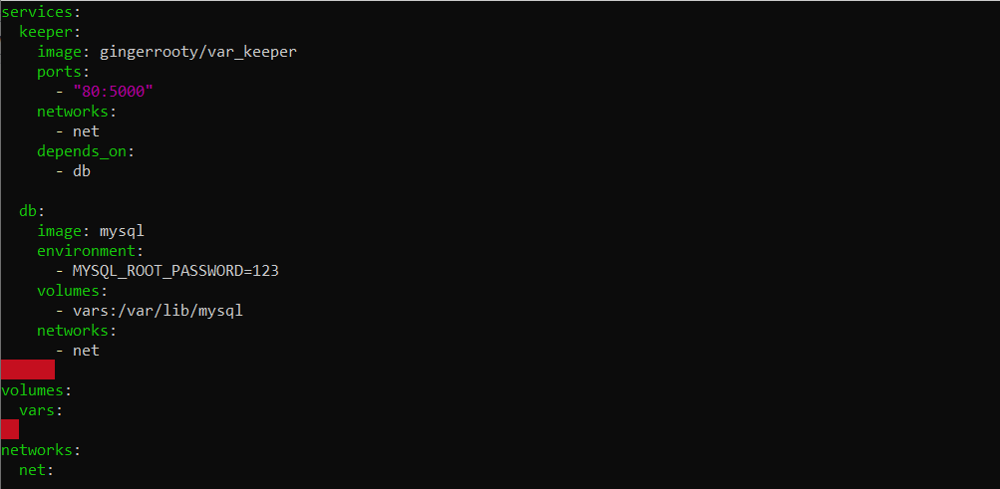 services:
  keeper:
    image: gingerrooty/var_keeper
    ports:
      - "80:5000"
    networks:
      - net
    depends_on:
      - db

  db:
    image: mysql
    environment:
      - MYSQL_ROOT_PASSWORD=123
    volumes:
      - vars:/var/lib/mysql
    networks:
      - net

volumes:
  vars:

networks:
  net: